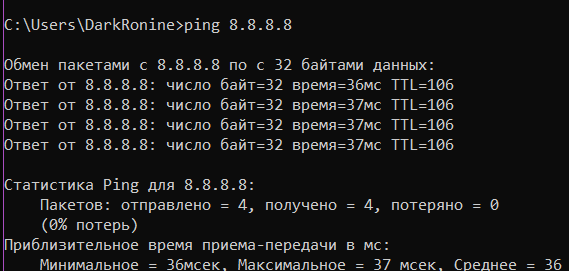 C:\Users\DarkRonine>ping 8.8.8.8
Обмен пакетами с 8.8.8.8 по с 32 байтами данных:
Ответ от 8.8.8.8: число байт=32 время=36мс TTL=106
Ответ от 8.8.8.8: число байт=32 время=37мс TTL=106
Ответ от 8.8.8.8: число байт=32 время=37мс TTL=106
Ответ от 8.8.8.8: число байт=32 время=37мс TTL=106
Статистика Ping для 8.8.8.8:
Пакетов: отправлено = 4, получено = 4, потеряно = 0
(0% потерь)
Приблизительное время приема-передачи в мс:
Минимальное = 36мсек, Максимальное = 37 мсек, Среднее = 36